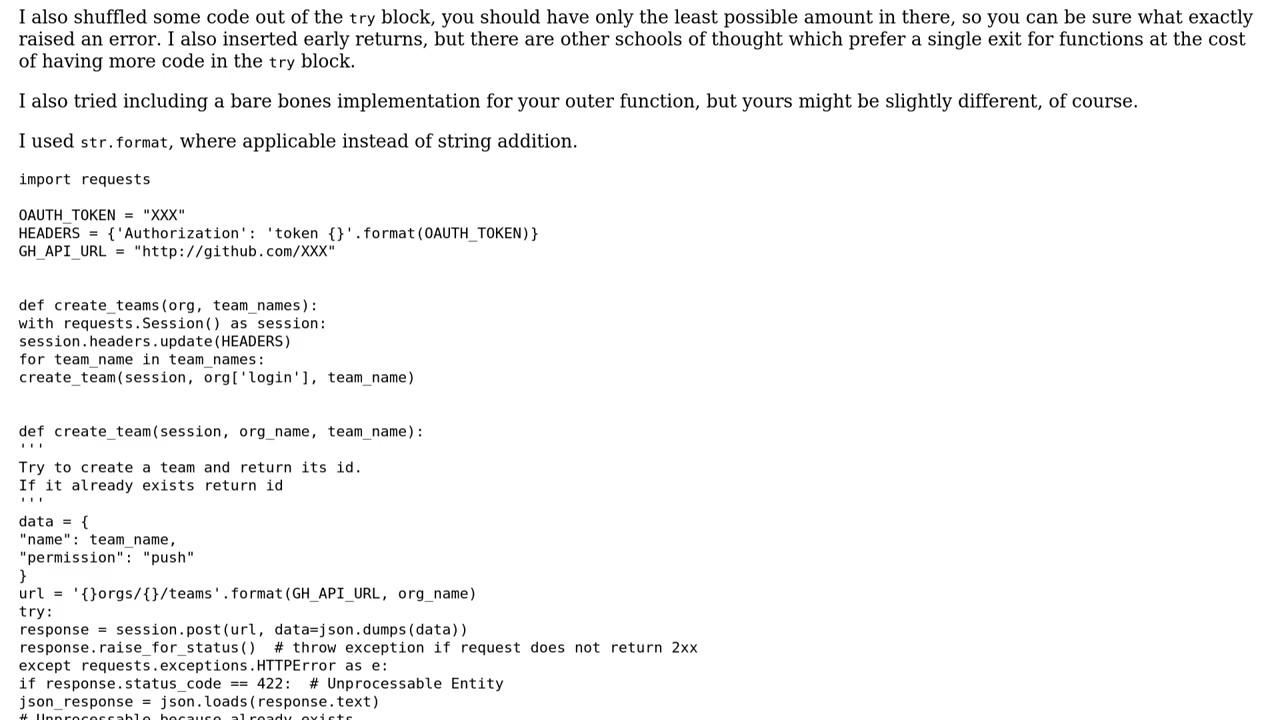 I also shuffled some code out of the try block, you should have only the least possible amount in there, so you can be sure what exactly
raised an error. I also inserted early returns, but there are other schools of thought which prefer a single exit for functions at the cost
of having more code in the try block.
I also tried including a bare bones implementation for your outer function, but yours might be slightly different, of course.
I used str.format, where applicable instead of string addition.
import requests
OAUTH_TOKEN = "XXX"
HEADERS = {'Authorization': 'token {}'.format(OAUTH_TOKEN)}
GH_API_URL = "http://github.com/XXX"
def create_teams(org, team_names):
with requests.Session() as session:
session.headers.update(HEADERS)
for team_name in team_names:
create_team(session, org['login'], team_name)
def create_team(session, org_name, team_name):
'''
Try to create a team and return its id.
If it already exists return id
'''
data = {
"name": team_name,
"permission": "push"
}
url = '{}orgs/{}/teams'.format(GH_API_URL, org_name)
try:
response = session.post(url, data=json.dumps(data))
response.raise_for_status()  # throw exception if request does not return 2xx
except requests.exceptions.HTTPError as e:
if response.status_code == 422:  # Unprocessable Entity
json_response = json.loads(response.text)
# Unprocessable because already exists